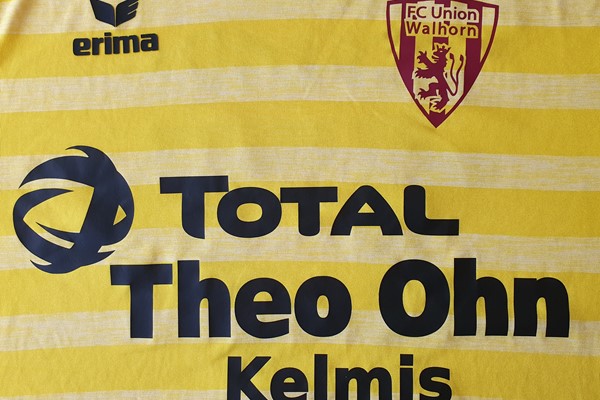 erima
FC Union
Walhorn
TOTAL
Theo Ohn
Kelmis